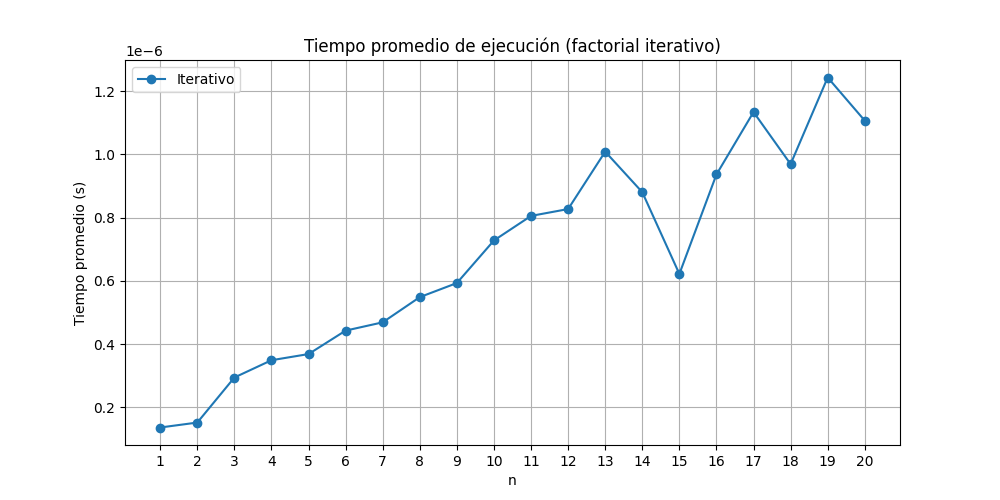 Tiempo promedio de ejecución (factorial iterativo)
1e−6
Iterativo
1.2
1.0
0.8
0.6
0.4
0.2
Tiempo promedio (s)
1 2 3 4 5 6 7 8 9 10 11 12 13 14 15 16 17 18 19 20
n